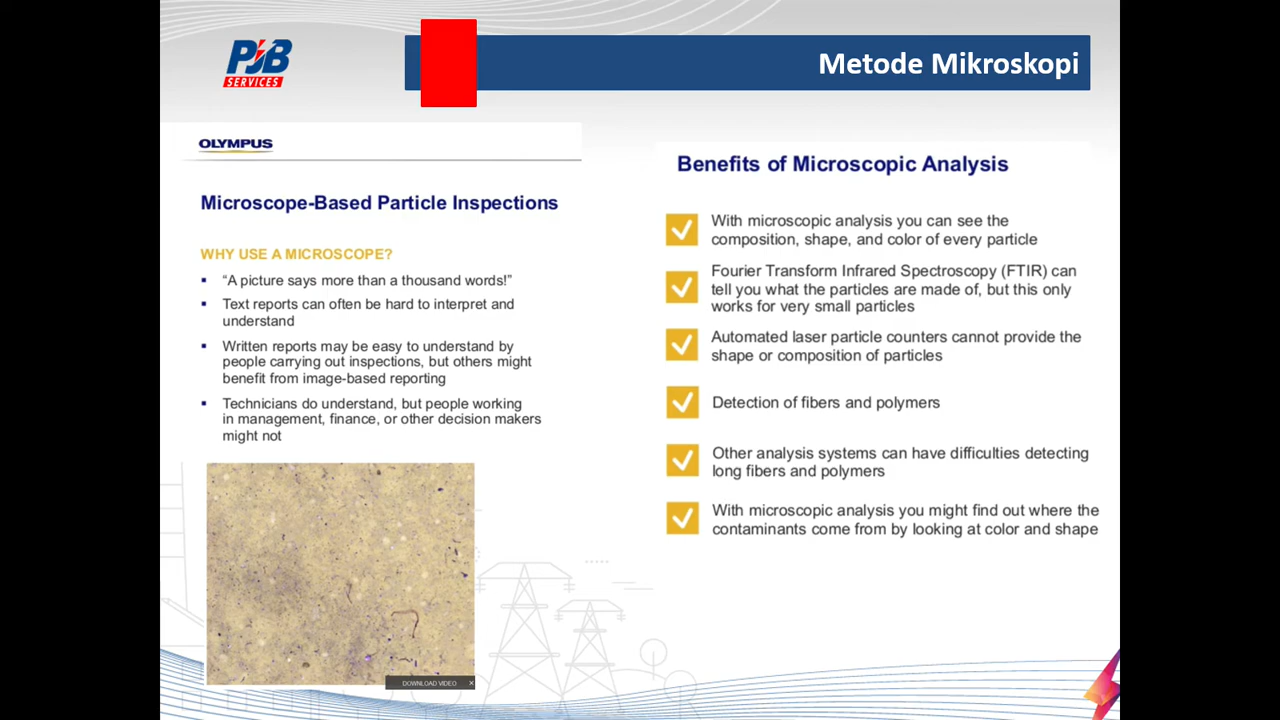 PJB
SERVICES
Metode Mikroskopi
OLYMPUS
Microscope-Based Particle Inspections
WHY USE A MICROSCOPE?
▪ “A picture says more than a thousand words!”
▪ Text reports can often be hard to interpret and
understand
▪ Written reports may be easy to understand by
people carrying out inspections, but others might
benefit from image-based reporting
▪ Technicians do understand, but people working
in management, finance, or other decision makers
might not
DOWNLOAD VIDEO ×
Benefits of Microscopic Analysis
With microscopic analysis you can see the
composition, shape, and color of every particle
Fourier Transform Infrared Spectroscopy (FTIR) can
tell you what the particles are made of, but this only
works for very small particles
Automated laser particle counters cannot provide the
shape or composition of particles
Detection of fibers and polymers
Other analysis systems can have difficulties detecting
long fibers and polymers
With microscopic analysis you might find out where the
contaminants come from by looking at color and shape